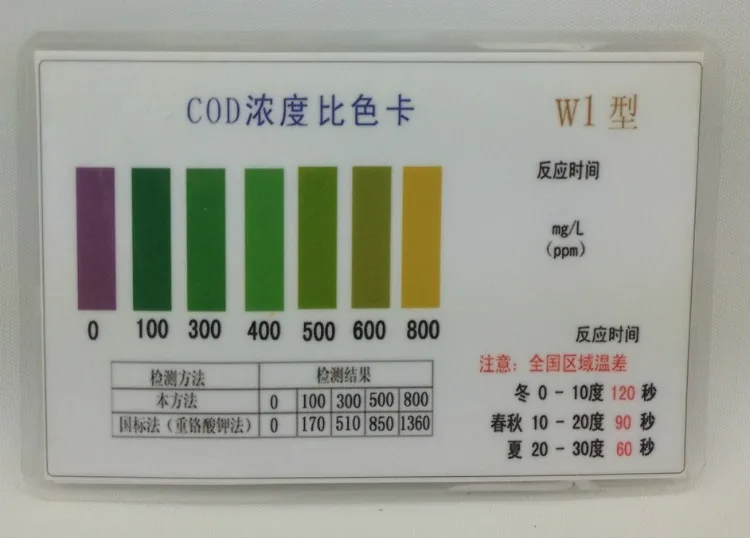 COD浓度比色卡 W1型
反应时间
mg/L
(ppm)
0 100 300 400 500 600 800
反应时间
注意: 全国区域温差
冬 0 - 10度 120 秒
春秋 10 - 20度 90 秒
夏 20 - 30度 60 秒
检测方法 检测结果
本方法 0 100 300 500 800
国标法(重铬酸钾法) 0 170 510 850 1360